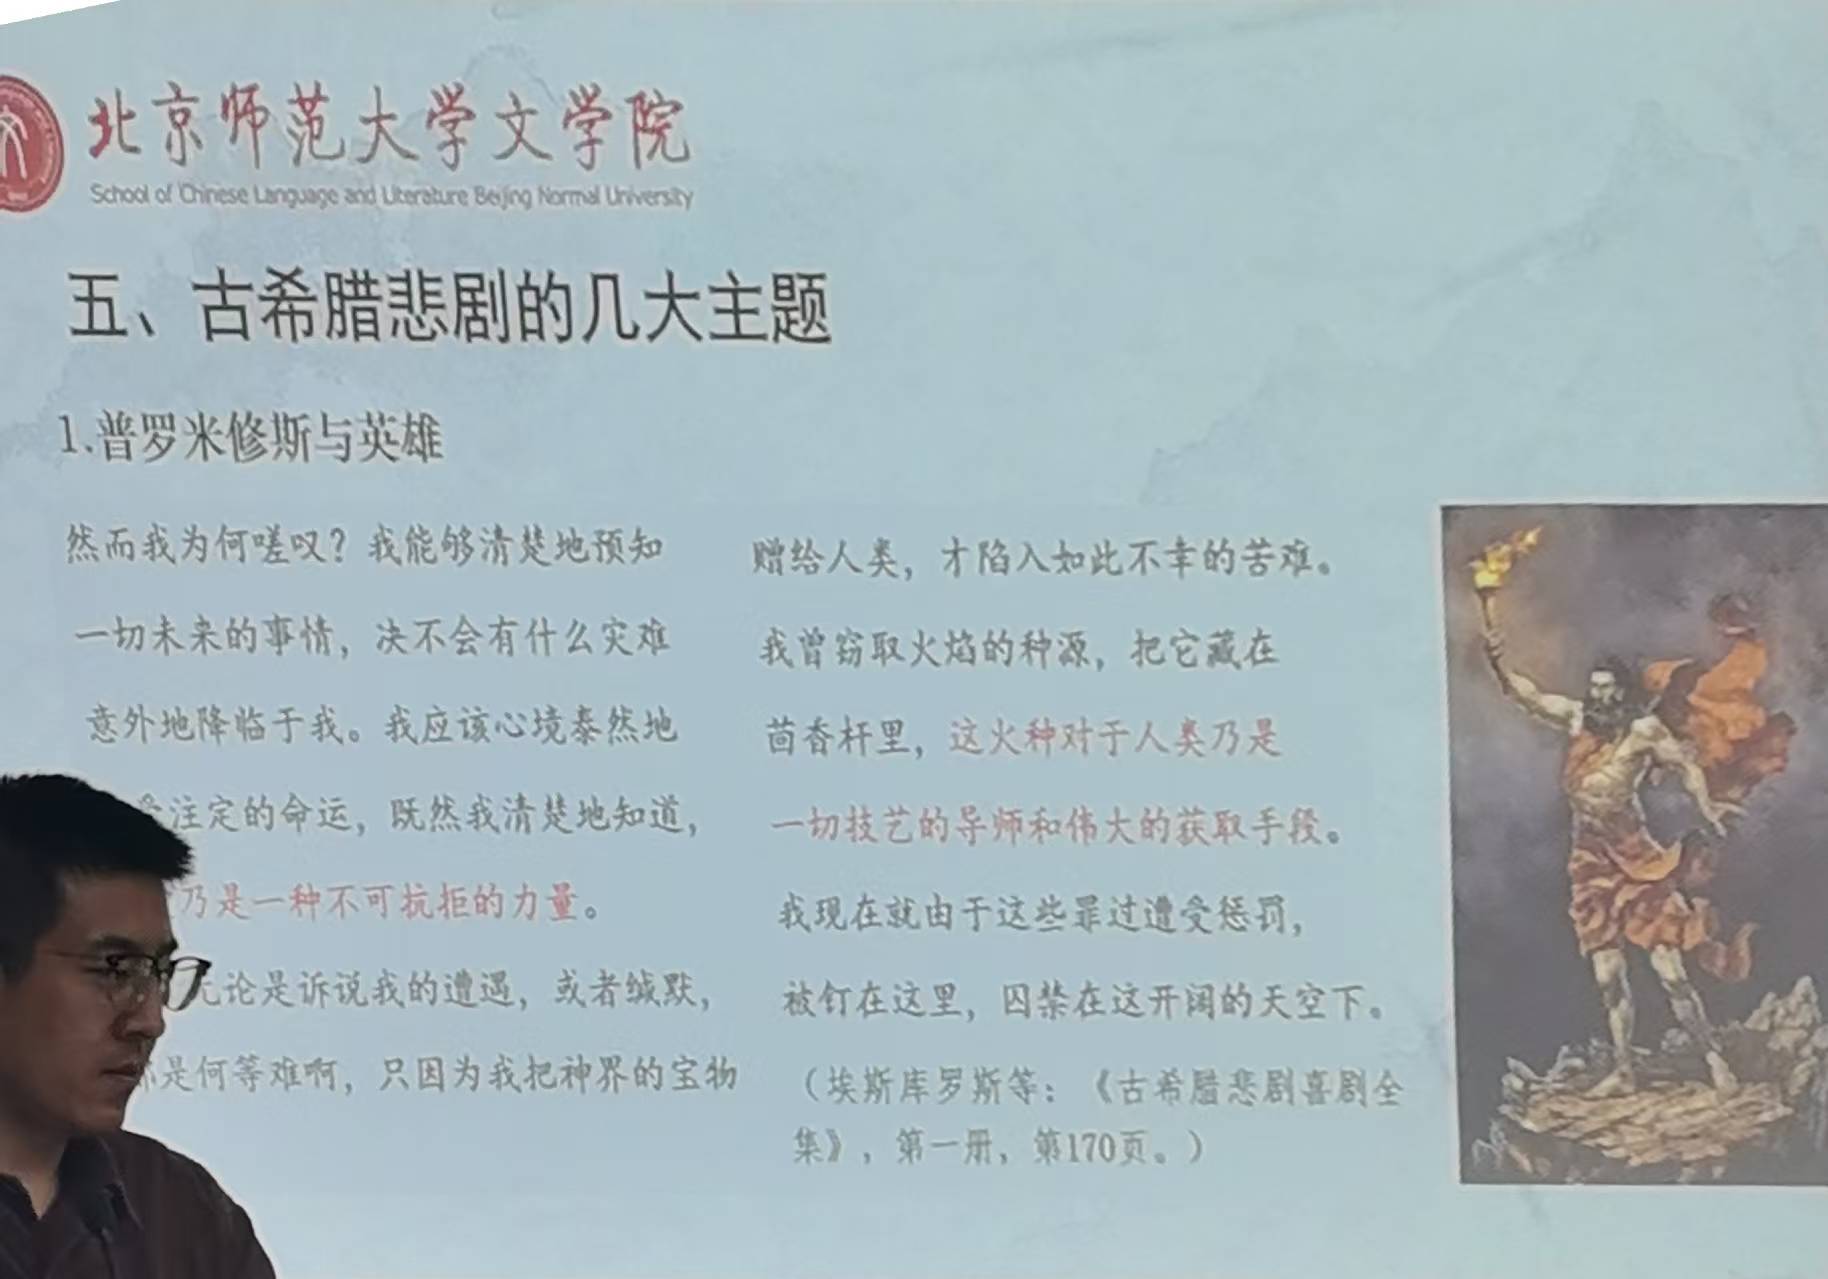 北京师范大学文学院
School of Chinese Language and Literature Beijing Normal University
五、古希腊悲剧的几大主题
1.普罗米修斯与英雄
然而我为何嗟叹？我能够清楚地预知
一切未来的事情，决不会有什么灾难
意外地降临于我。我应该心境泰然地
注定的命运，既然我清楚地知道，
乃是一种不可抗拒的力量。
无论是诉说我的遭遇，或者缄默，
都是何等难啊，只因为我把神界的宝物
赠给人类，才陷入如此不幸的苦难。
我曾窃取火焰的种源，把它藏在
茴香杆里，这火种对于人类乃是
一切技艺的导师和伟大的获取手段。
我现在就由于这些罪过遭受惩罚，
被钉在这里，囚禁在这开阔的天空下。
（埃斯库罗斯等：《古希腊悲剧喜剧全
集》，第一册，第170页。）